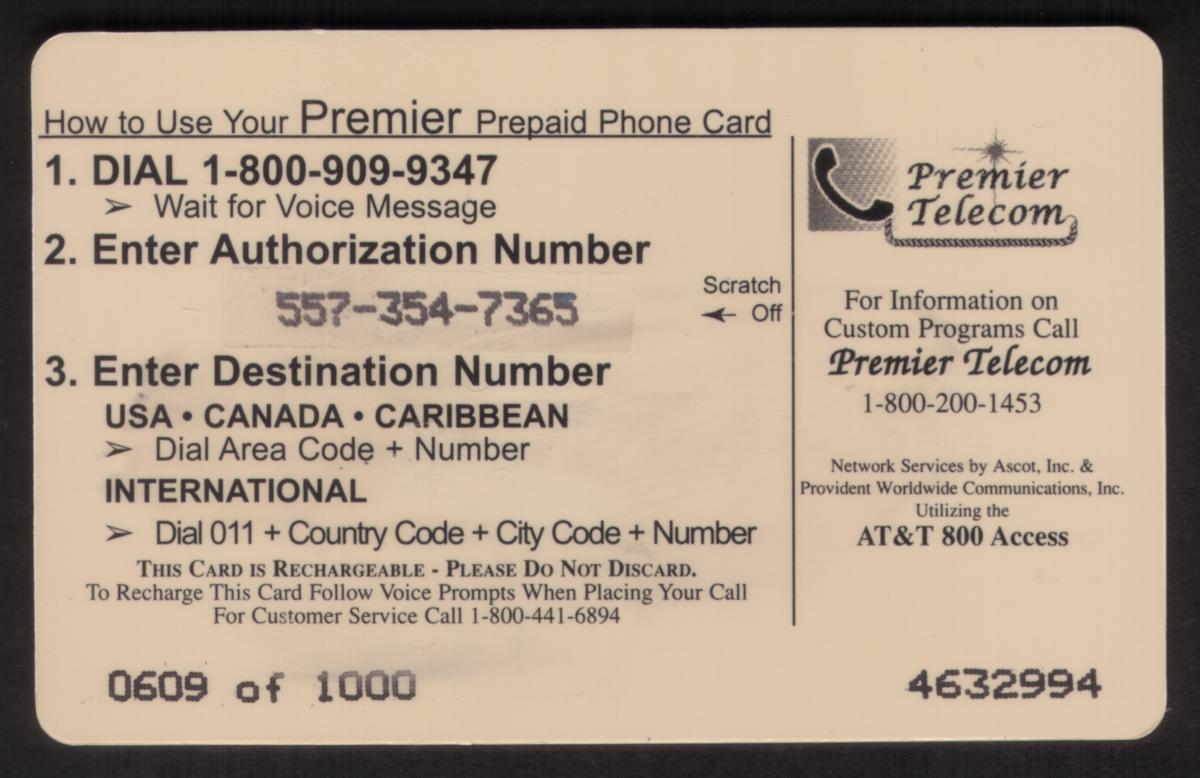 How to Use Your Premier Prepaid Phone Card
1. DIAL 1-800-909-9347
➢ Wait for Voice Message
2. Enter Authorization Number
557-354-7365
Scratch
← Off
3. Enter Destination Number
USA • CANADA • CARIBBEAN
➢ Dial Area Code + Number
INTERNATIONAL
➢ Dial 011 + Country Code + City Code + Number
THIS CARD IS RECHARGEABLE - PLEASE DO NOT DISCARD.
To Recharge This Card Follow Voice Prompts When Placing Your Call
For Customer Service Call 1-800-441-6894
0609 of 1000
Premier
Telecom
For Information on
Custom Programs Call
Premier Telecom
1-800-200-1453
Network Services by Ascot, Inc. &
Provident Worldwide Communications, Inc.
Utilizing the
AT&T 800 Access
4632994